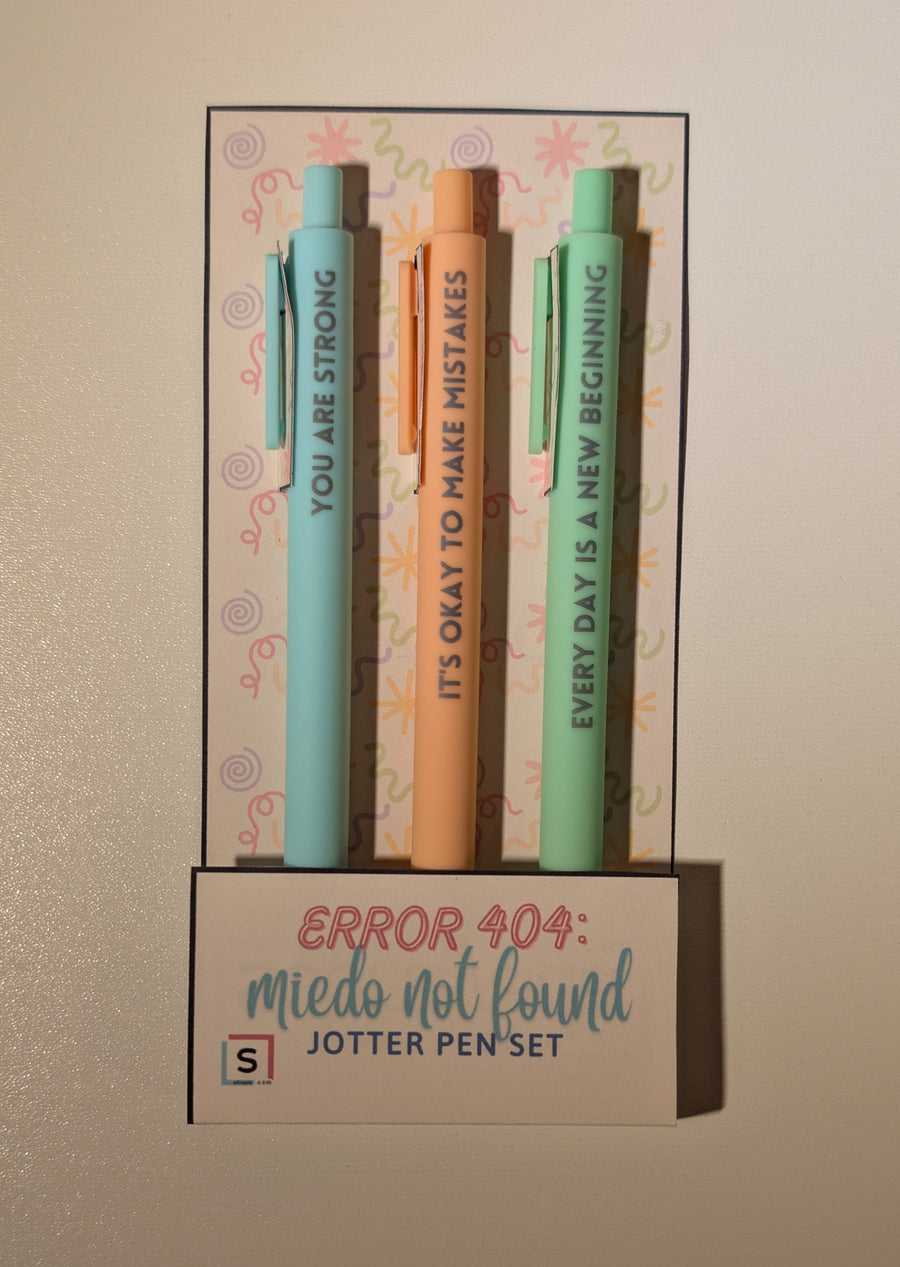 YOU ARE STRONG
IT'S OKAY TO MAKE MISTAKES
EVERY DAY IS A NEW BEGINNING
ERROR 404:
miedo not found
JOTTER PEN SET
S